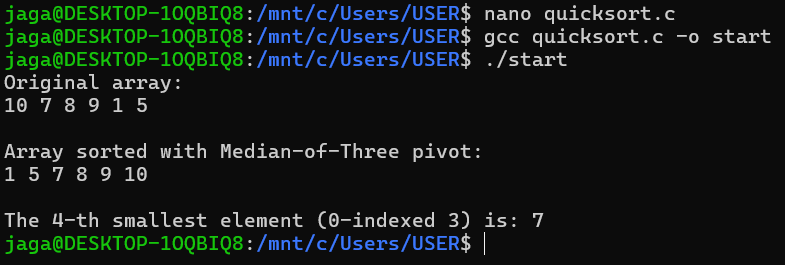 jaga@DESKTOP-1OQBIQ8:/mnt/c/Users/USER$ nano quicksort.c
jaga@DESKTOP-1OQBIQ8:/mnt/c/Users/USER$ gcc quicksort.c -o start
jaga@DESKTOP-1OQBIQ8:/mnt/c/Users/USER$ ./start
Original array:
10 7 8 9 1 5
Array sorted with Median-of-Three pivot:
1 5 7 8 9 10
The 4-th smallest element (0-indexed 3) is: 7
jaga@DESKTOP-1OQBIQ8:/mnt/c/Users/USER$